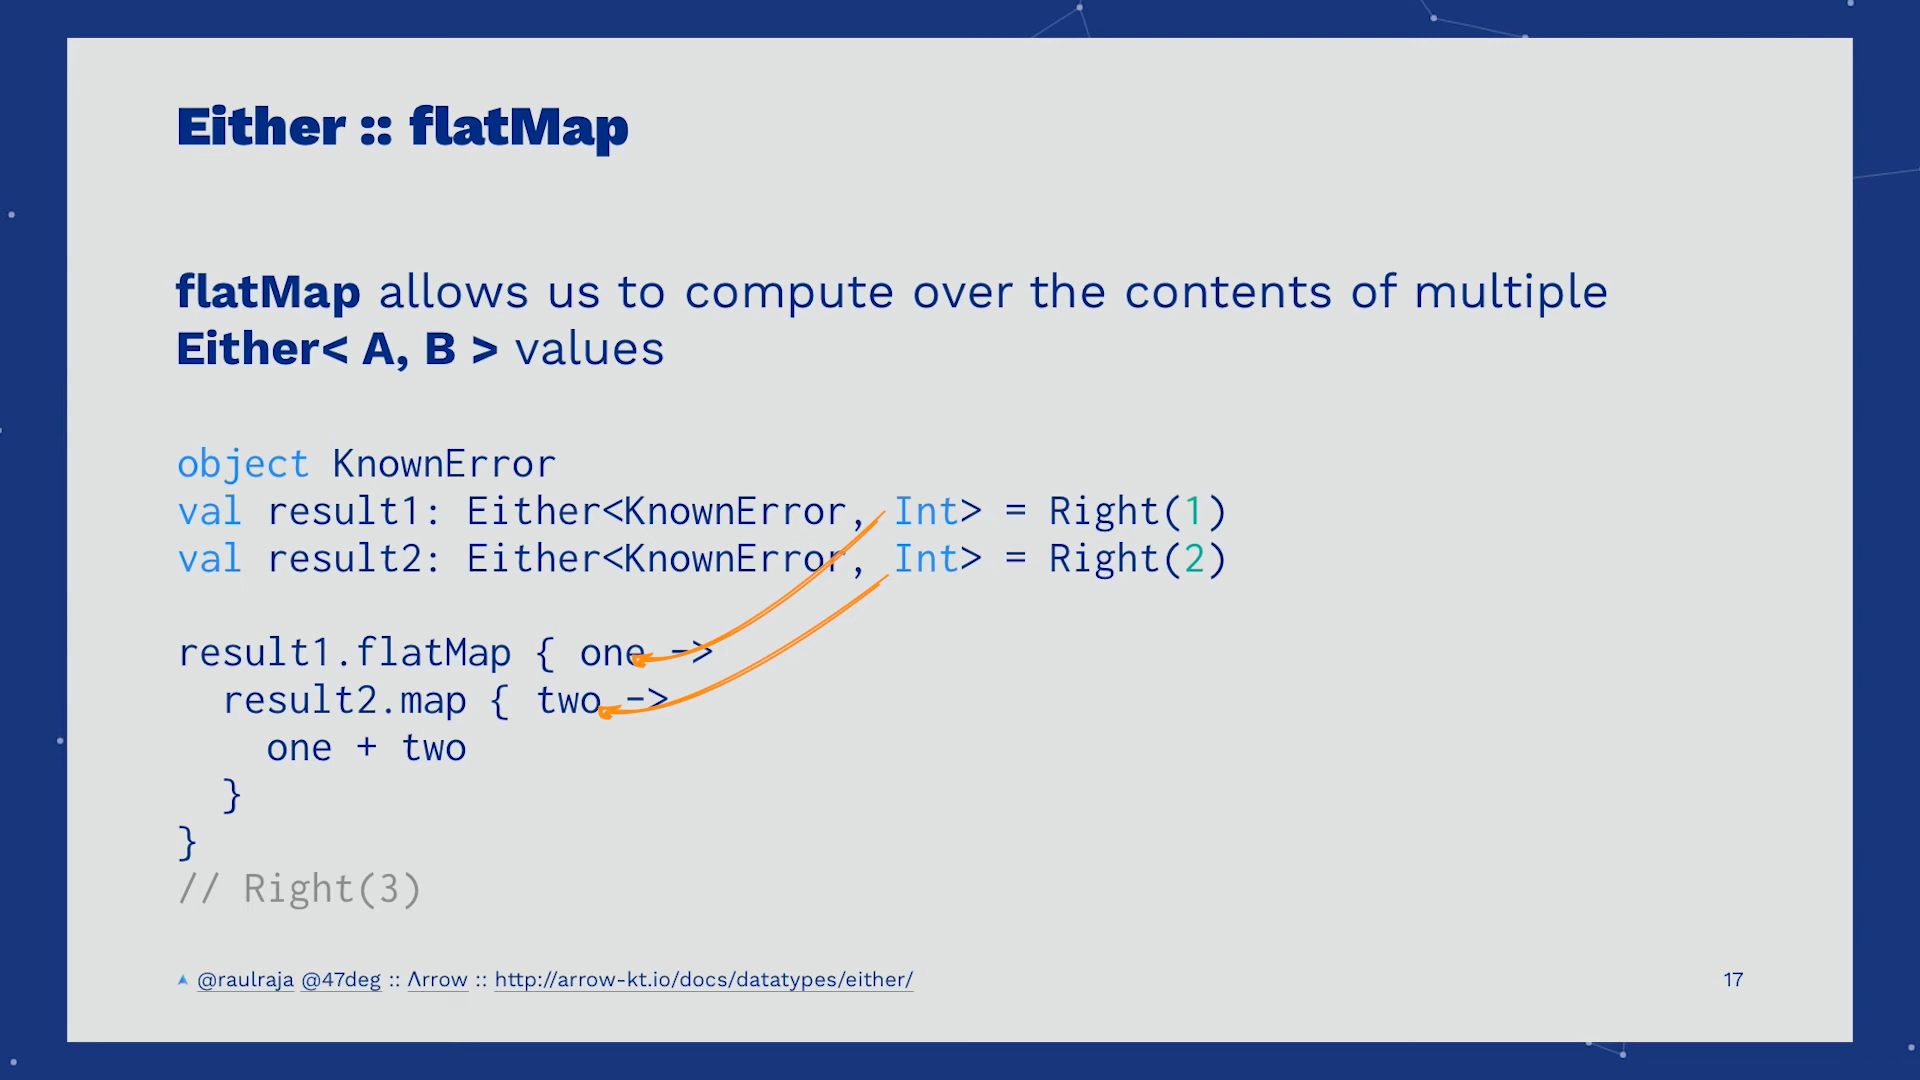 Either :: flatMap
flatMap allows us to compute over the contents of multiple
Either< A, B > values
object KnownError
val result1: Either<KnownError, Int> = Right(1)
val result2: Either<KnownError, Int> = Right(2)
result1.flatMap { one ->
  result2.map { two ->
    one + two
  }
}
// Right(3)
@raulraja @47deg :: Λrrow :: http://arrow-kt.io/docs/datatypes/either/
17